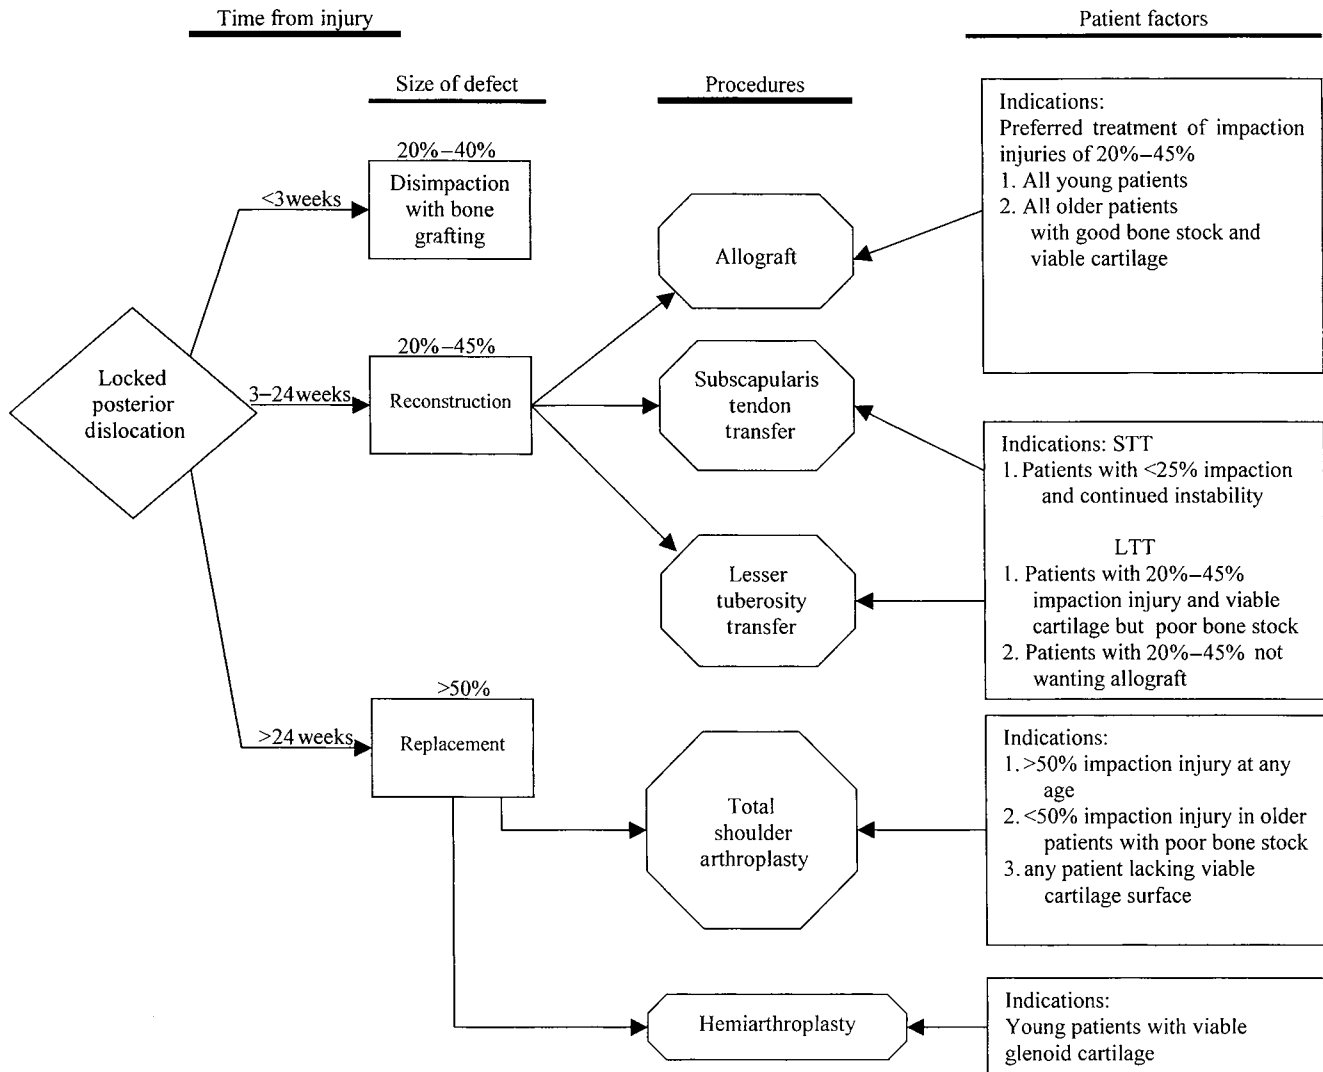 Time from injury
Patient factors
Size of defect
Procedures
20%–40%
Disimpaction
with bone
grafting
<3weeks
Allograft
Indications:
Preferred treatment of impaction
injuries of 20%–45%
1. All young patients
2. All older patients
with good bone stock and
viable cartilage
Locked
posterior
dislocation
3–24weeks
20%–45%
Reconstruction
Subscapularis
tendon
transfer
Indications: STT
1. Patients with <25% impaction
and continued instability
LTT
1. Patients with 20%–45%
impaction injury and viable
cartilage but poor bone stock
2. Patients with 20%–45% not
wanting allograft
Lesser
tuberosity
transfer
>24weeks
>50%
Replacement
Total
shoulder
arthroplasty
Indications:
1. >50% impaction injury at any
age
2. <50% impaction injury in older
patients with poor bone stock
3. any patient lacking viable
cartilage surface
Hemiarthroplasty
Indications:
Young patients with viable
glenoid cartilage